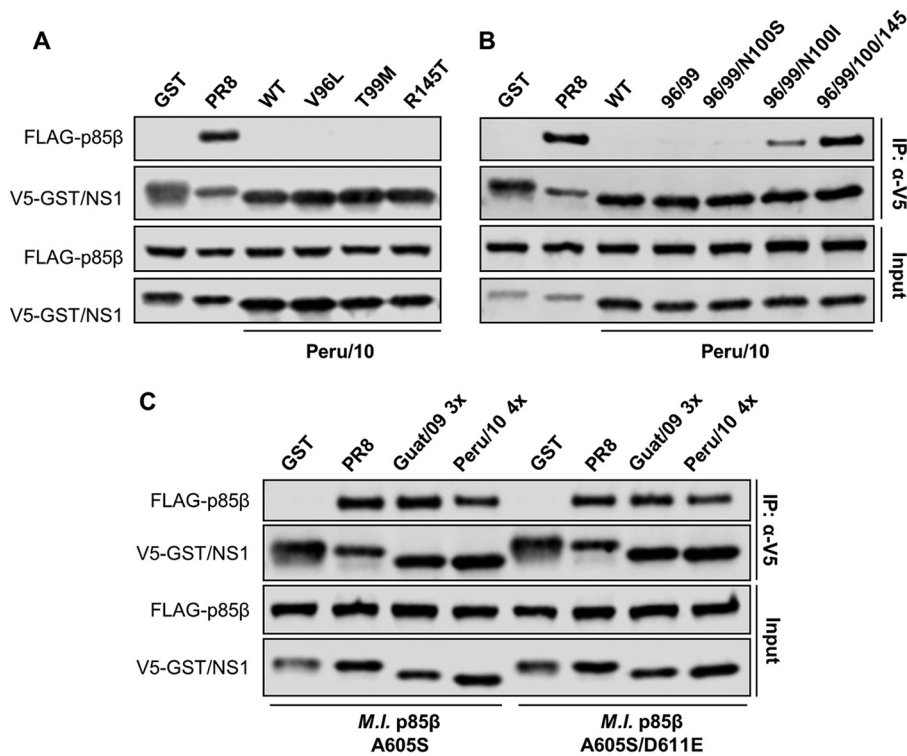 A
GST
PR8
WT
V96L
T99M
R145T
FLAG-p85β
V5-GST/NS1
FLAG-p85β
V5-GST/NS1
Peru/10
B
GST
PR8
WT
96/99
96/99/N100S
96/99/N100I
96/99/100/145
IP: α-V5
Input
Peru/10
C
GST
PR8
Guat/09 3x
Peru/10 4x
GST
PR8
Guat/09 3x
Peru/10 4x
FLAG-p85β
V5-GST/NS1
FLAG-p85β
V5-GST/NS1
IP: α-V5
Input
M.l. p85β
A605S
M.l. p85β
A605S/D611E